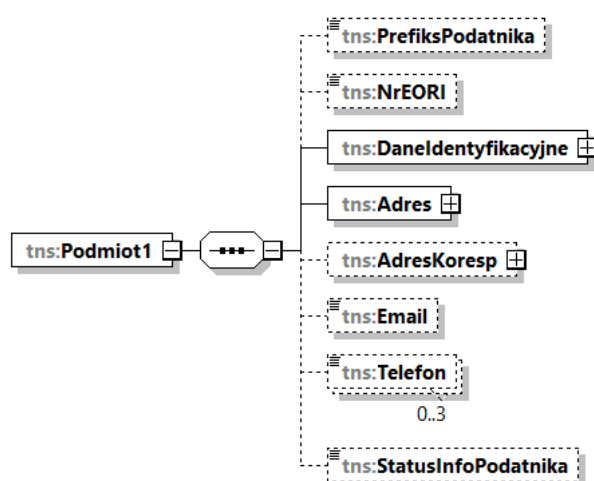 tns:PrefiksPodatnika
tns:NrEORI
tns:DaneIdentyfikacyjne
tns:Adres
tns:Podmiot1
tns:AdresKoresp
tns:Email
tns:Telefon
0..3
tns:StatusInfoPodatnika